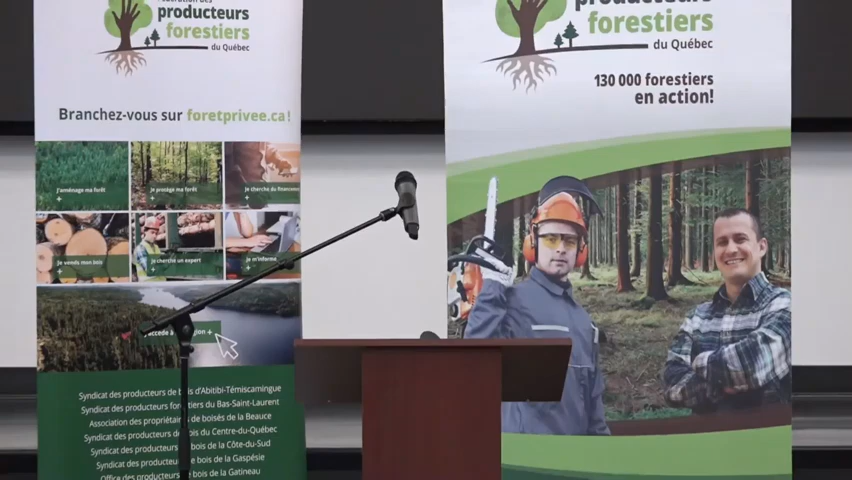 Fédération des
producteurs
forestiers
du Québec
Branchez-vous sur foretprivee.ca!
J'aménage ma forêt
Je protège ma forêt
Je cherche du financement
Je vends mon bois
Je cherche un expert
Je m'informe
Syndicat des producteurs de bois d'Abitibi-Témiscamingue
Syndicat des producteurs forestiers du Bas-Saint-Laurent
Association des propriétaires de boisés de la Beauce
Syndicat des producteurs de bois du Centre-du-Québec
Syndicat des producteurs de bois de la Côte-du-Sud
Syndicat des producteurs de bois de la Gaspésie
Office des producteurs de bois de la Gatineau
producteurs
forestiers
du Québec
130 000 forestiers
en action!